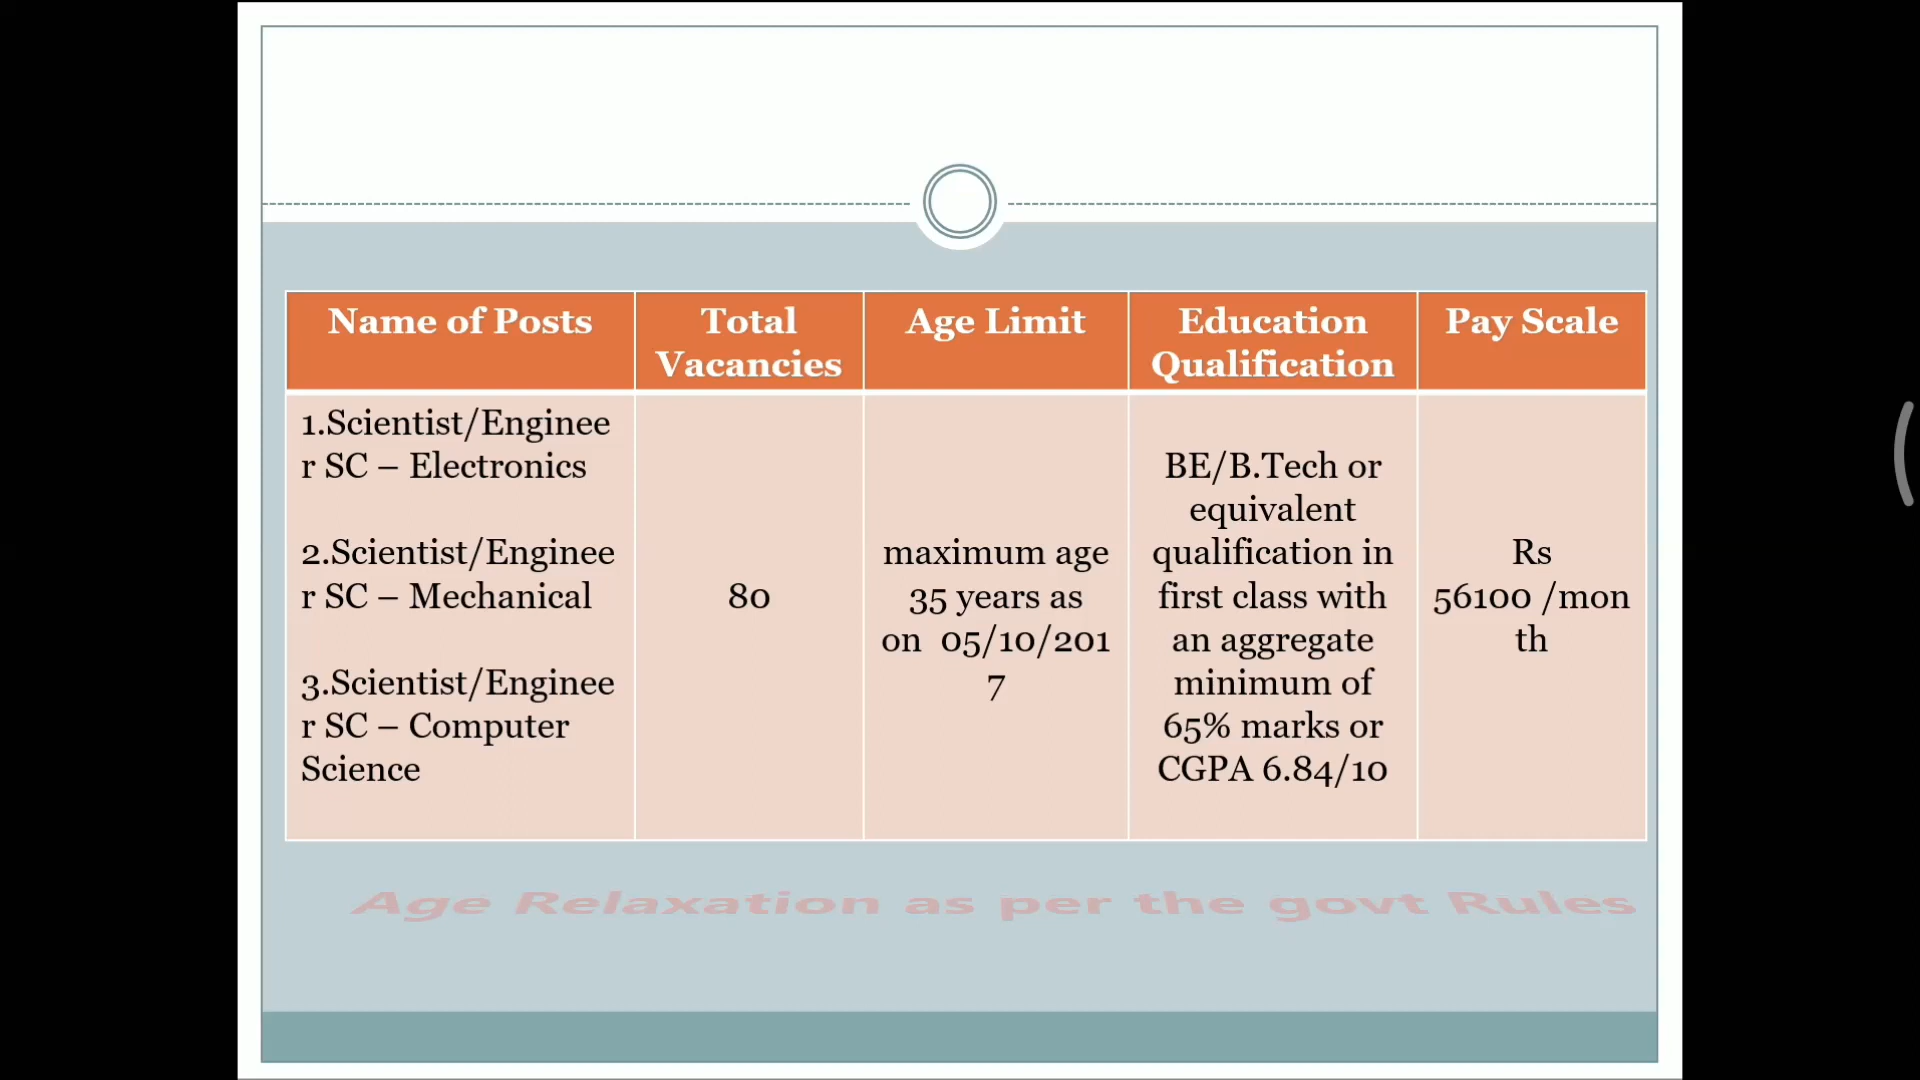 Name of Posts
Total
Vacancies
Age Limit
Education
Qualification
Pay Scale
1.Scientist/Enginee
r SC – Electronics
2.Scientist/Enginee
r SC – Mechanical
3.Scientist/Enginee
r SC – Computer
Science
80
maximum age
35 years as
on 05/10/201
7
BE/B.Tech or
equivalent
qualification in
first class with
an aggregate
minimum of
65% marks or
CGPA 6.84/10
Rs
56100 /mon
th
Age Relaxation as per the govt Rules